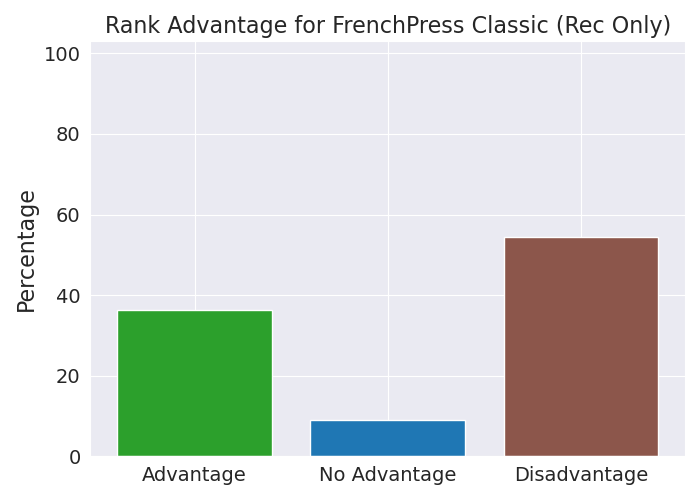 Rank Advantage for FrenchPress Classic (Rec Only)
100
80
60
40
20
0
Percentage
Advantage
No Advantage
Disadvantage